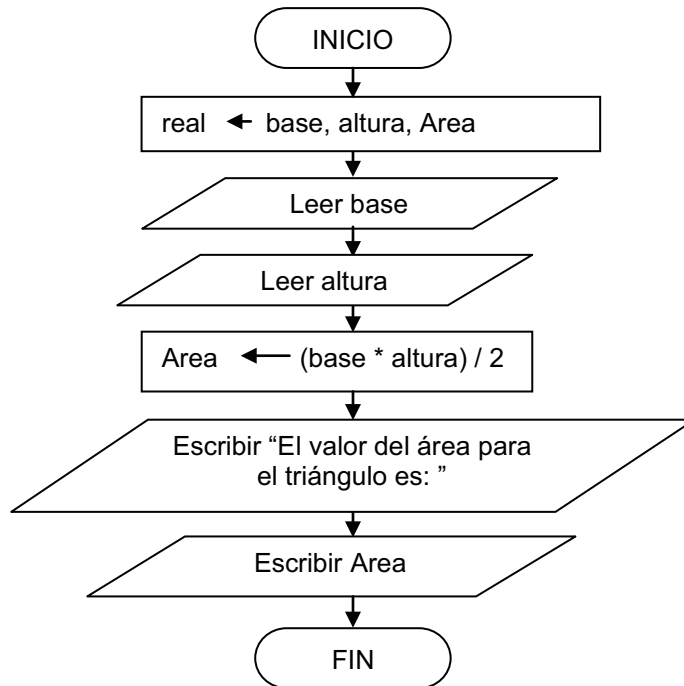 INICIO
real ← base, altura, Area
Leer base
Leer altura
Area ← (base * altura) / 2
Escribir “El valor del área para
el triángulo es: ”
Escribir Area
FIN